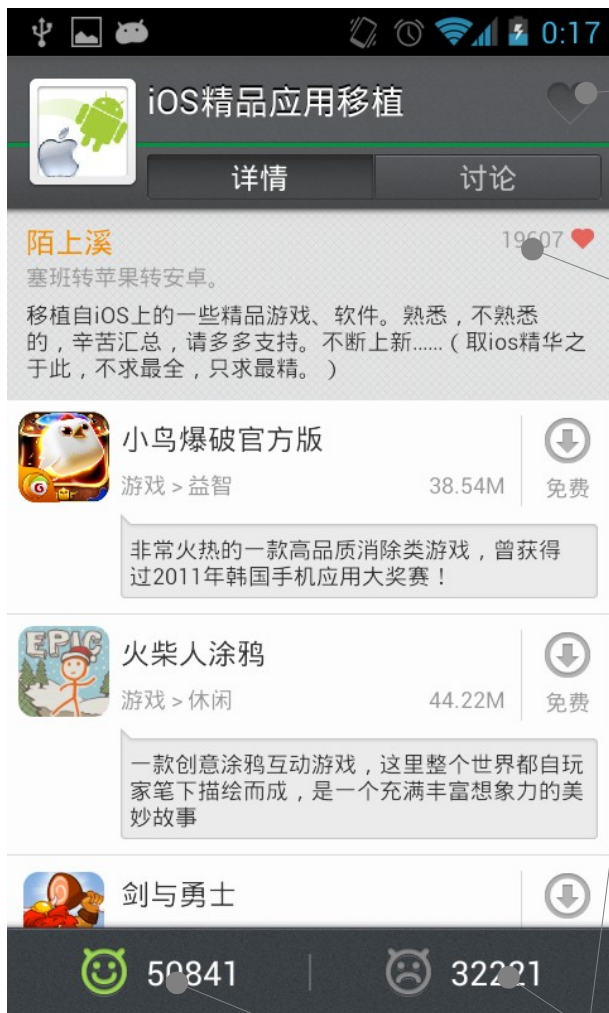 0:17
iOS精品应用移植
详情
讨论
陌上溪
19607
塞班转苹果转安卓。
移植自iOS上的一些精品游戏、软件。熟悉，不熟悉
的，辛苦汇总，请多多支持。不断上新......（取ios精华之
于此，不求最全，只求最精。）
小鸟爆破官方版
游戏 > 益智
38.54M
免费
非常火热的一款高品质消除类游戏，曾获得
过2011年韩国手机应用大奖赛！
EPIC
火柴人涂鸦
游戏 > 休闲
44.22M
免费
一款创意涂鸦互动游戏，这里整个世界都自玩
家笔下描绘而成，是一个充满丰富想象力的美
妙故事
剑与勇士
50841
32221